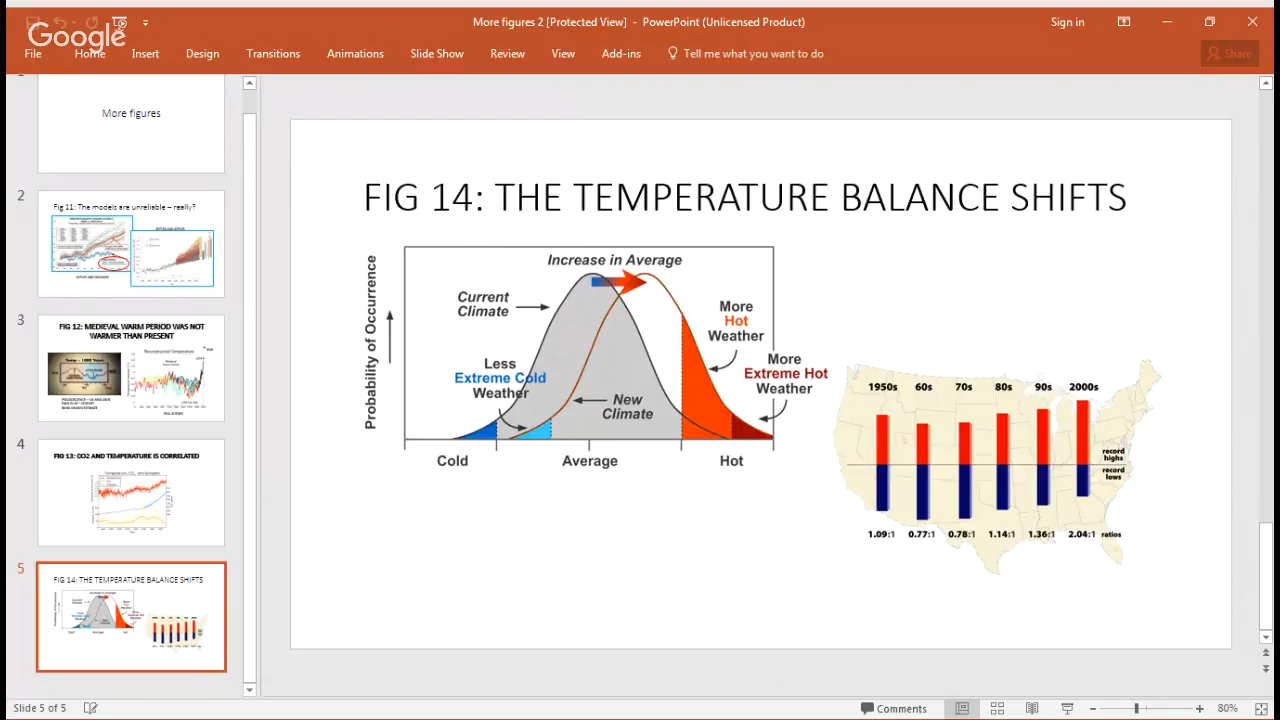 More figures 2 [Protected View] - PowerPoint (Unlicensed Product)
Sign in
Google
File Home Insert Design Transitions Animations Slide Show Review View Add-ins Tell me what you want to do Share
1
More figures
2
Fig 11: The models are unreliable – really?
3
FIG 12: MEDIEVAL WARM PERIOD WAS NOT
WARMER THAN PRESENT
4
FIG 13: CO2 AND TEMPERATURE IS CORRELATED
5
FIG 14: THE TEMPERATURE BALANCE SHIFTS
FIG 14: THE TEMPERATURE BALANCE SHIFTS
Probability of Occurrence
Increase in Average
Current
Climate
More
Hot
Weather
Less
Extreme Cold
Weather
More
Extreme Hot
Weather
New
Climate
Cold Average Hot
1950s 60s 70s 80s 90s 2000s
record
highs
record
lows
1.09:1 0.77:1 0.78:1 1.14:1 1.36:1 2.04:1 ratios
Slide 5 of 5
Comments
80%